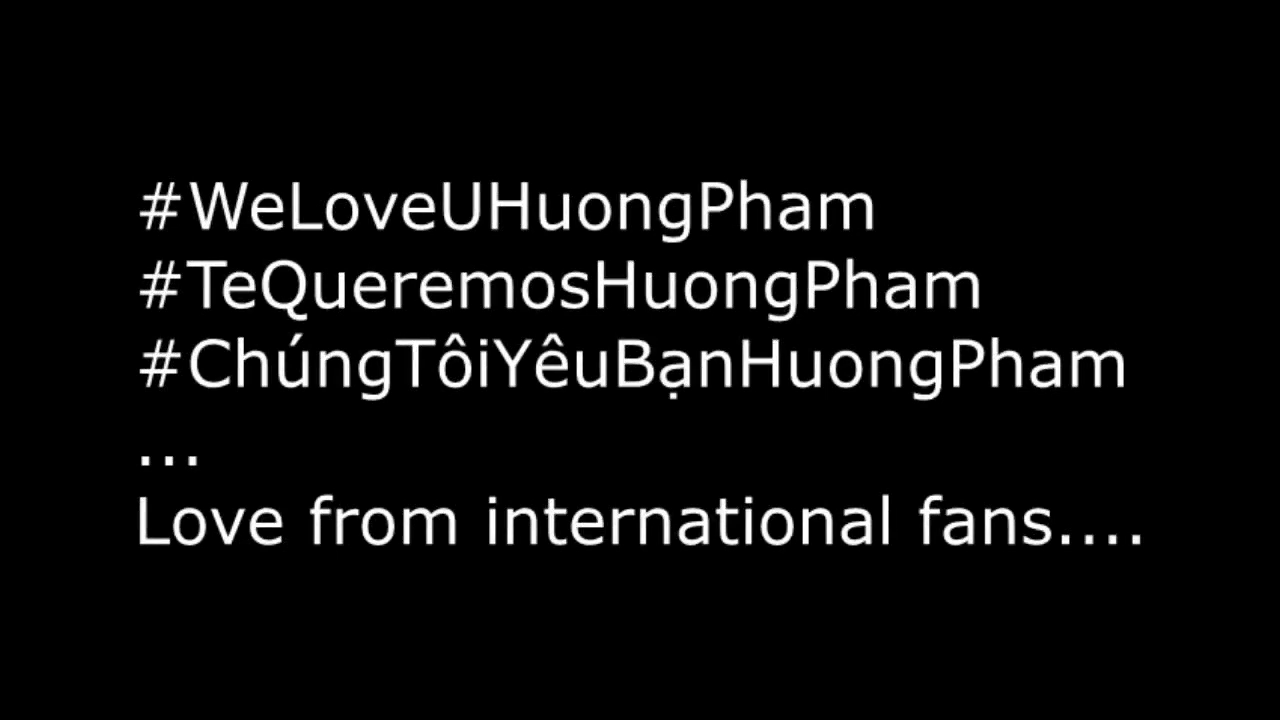 #WeLoveUHuongPham
#TeQueremosHuongPham
#ChúngTôiYêuBạnHuongPham
...
Love from international fans....